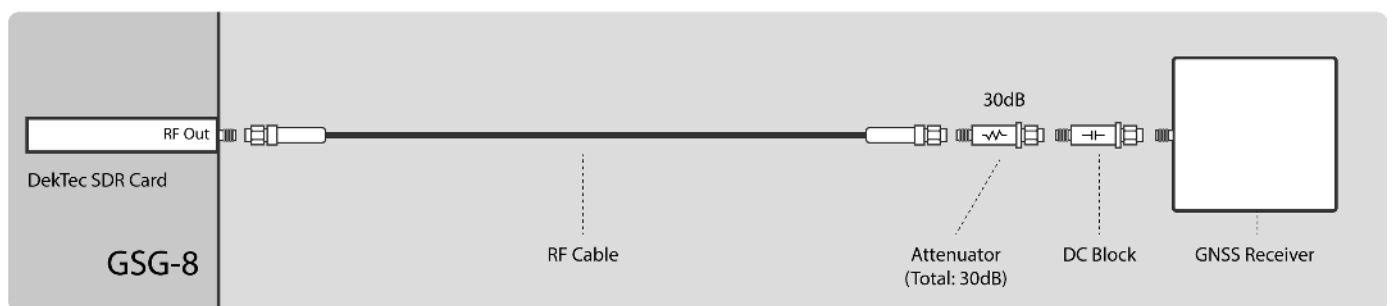 30dB
RF Out
DekTec SDR Card
GSG-8
RF Cable
Attenuator
(Total: 30dB)
DC Block
GNSS Receiver